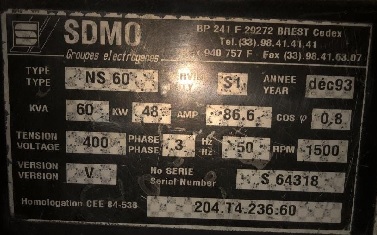 SDMO
Groupes electrogenes
BP 241 F 29272 BREST Cedex
Tel.(33).98.41.41.41
940 757 F - Fax (33).98.41.63.07
TYPE NS 60 S1 ANNEE déc93
TYPE YEAR
KVA 60 KW 48 AMP 86.6 COS φ 0,8
TENSION 400 PHASE 3 Hz 50 RPM 1500
VOLTAGE PHASE Hz
VERSION V No SERIE S 64318
VERSION Serial Number
Homologation CEE 84-536 204.T4.236:60